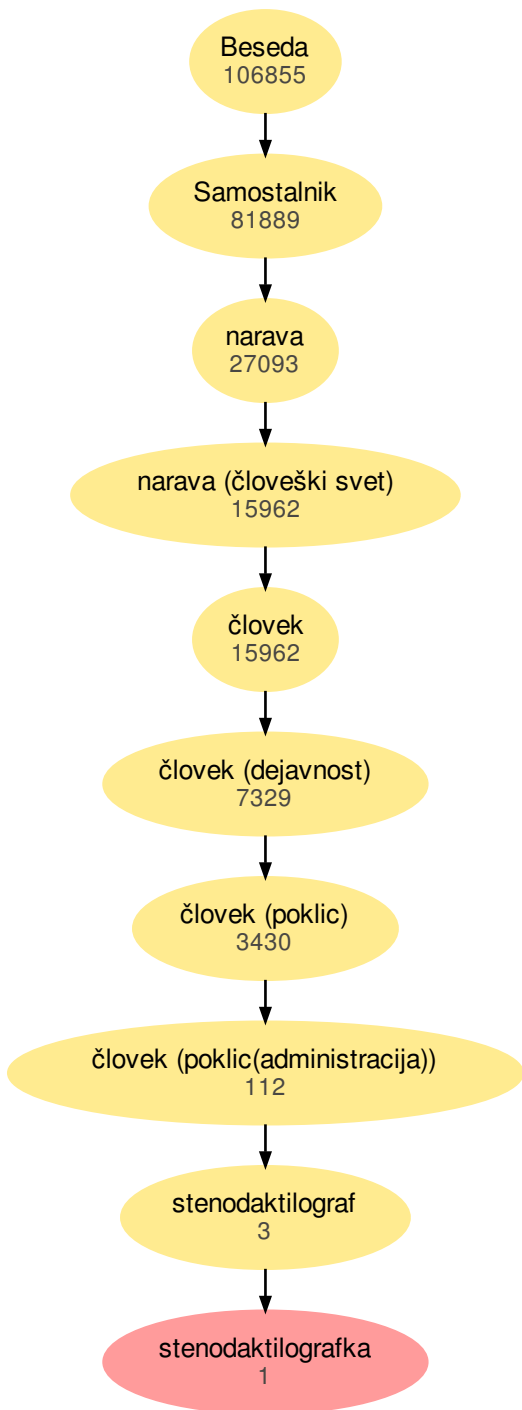 Beseda
106855
Samostalnik
81889
narava
27093
narava (človeški svet)
15962
človek
15962
človek (dejavnost)
7329
človek (poklic)
3430
človek (poklic(administracija))
112
stenodaktilograf
3
stenodaktilografka
1